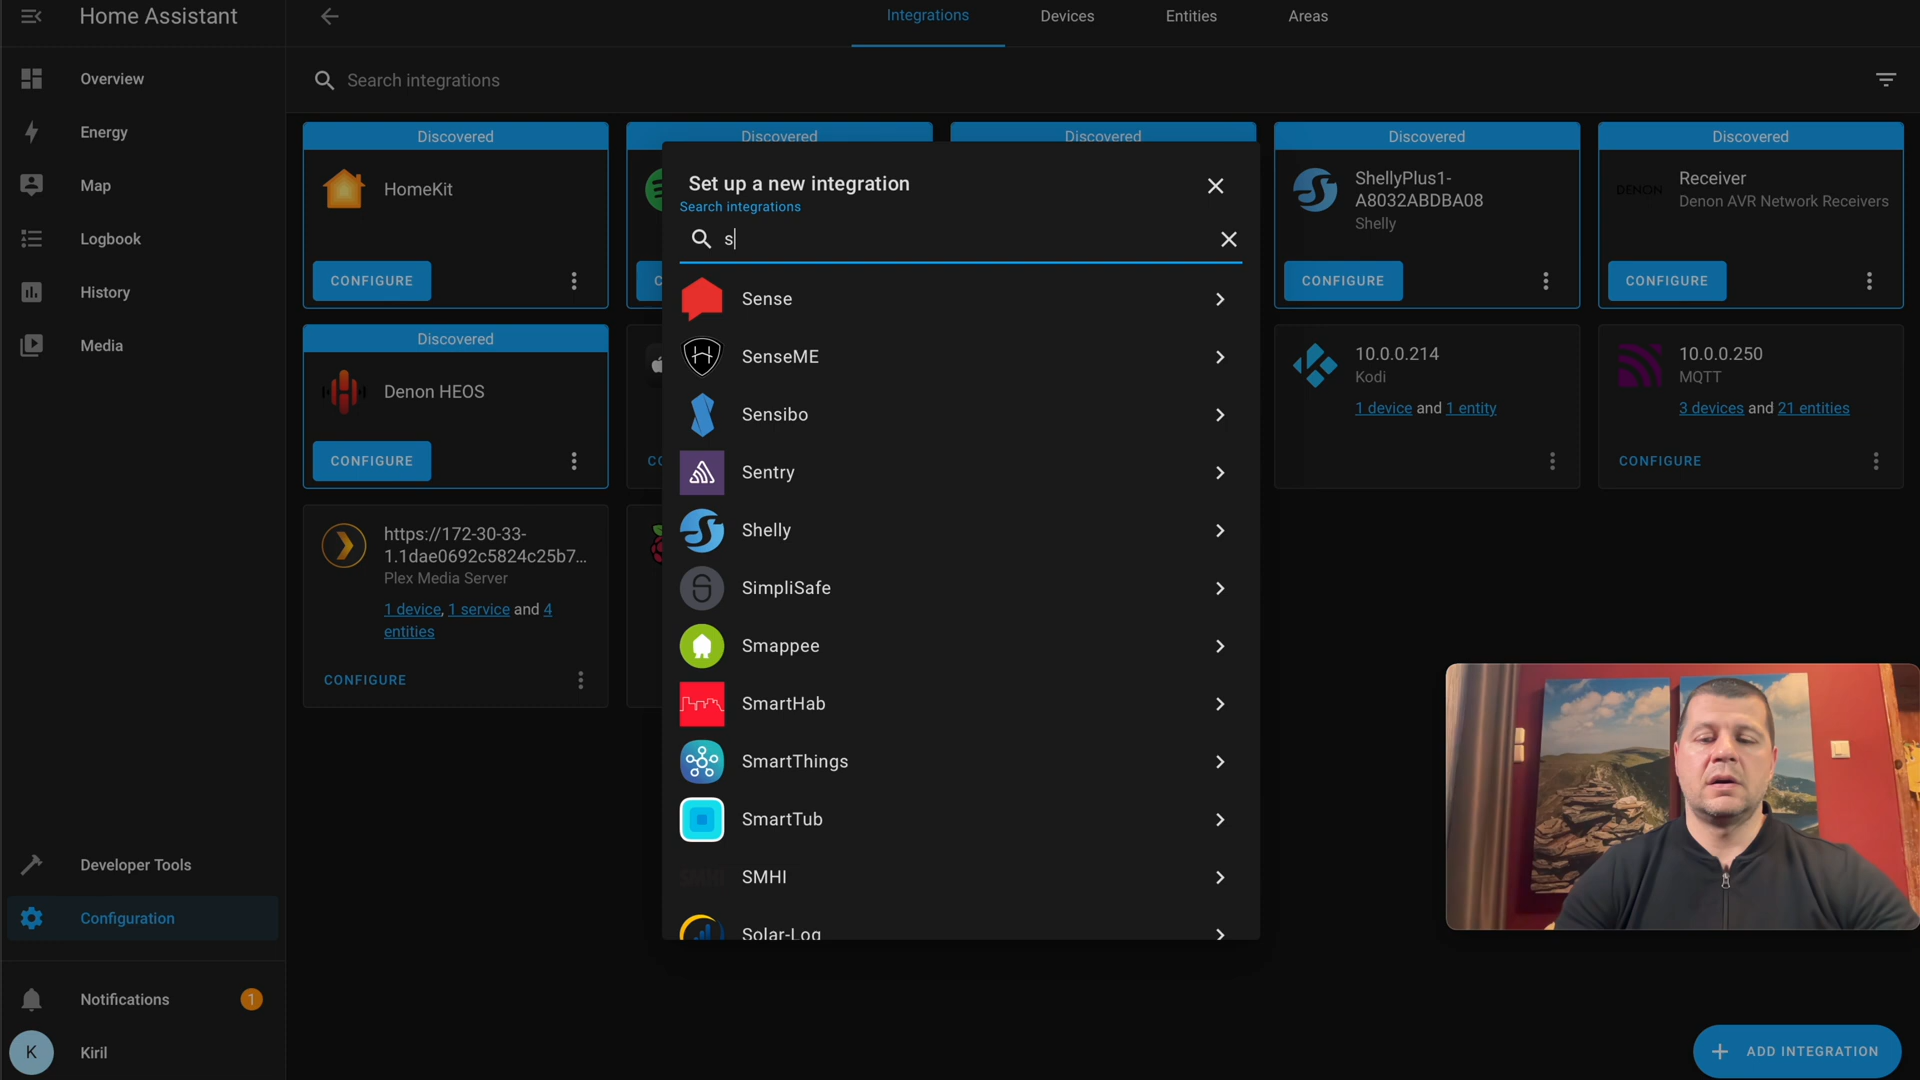 Home Assistant
Integrations
Devices
Entities
Areas
Overview
Energy
Map
Logbook
History
Media
Developer Tools
Configuration
Notifications
1
K
Kiril
Search integrations
Discovered
HomeKit
CONFIGURE
Discovered
C
Discovered
Discovered
ShellyPlus1-
A8032ABDBA08
Shelly
CONFIGURE
Discovered
DENON
Receiver
Denon AVR Network Receivers
CONFIGURE
Discovered
Denon HEOS
CONFIGURE
CO
10.0.0.214
Kodi
1 device and 1 entity
10.0.0.250
MQTT
3 devices and 21 entities
CONFIGURE
https://172-30-33-
1.1dae0692c5824c25b7...
Plex Media Server
1 device, 1 service and 4
entities
CONFIGURE
Set up a new integration
Search integrations
s
Sense
SenseME
Sensibo
Sentry
Shelly
SimpliSafe
Smappee
SmartHab
SmartThings
SmartTub
SMHI
SMHI
Solar-Log
ADD INTEGRATION